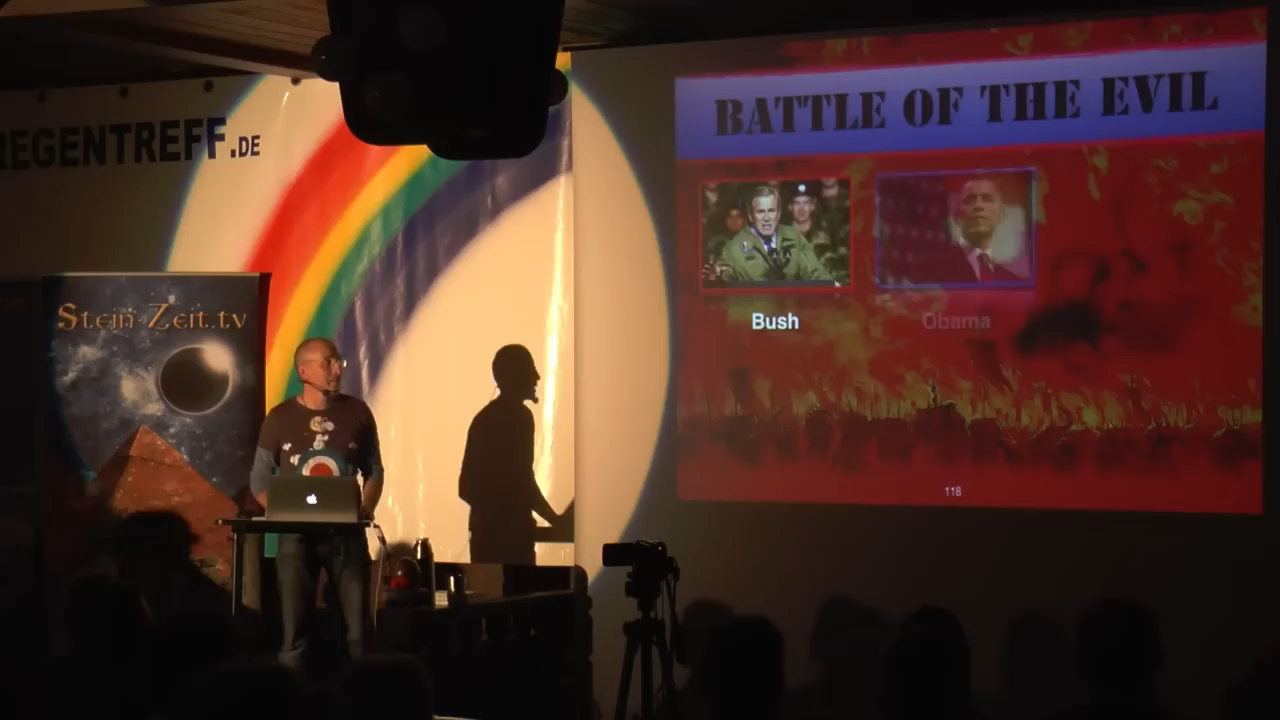 REGENTREFF.DE
Stein-Zeit.tv
BATTLE OF THE EVIL
Bush
Obama
118